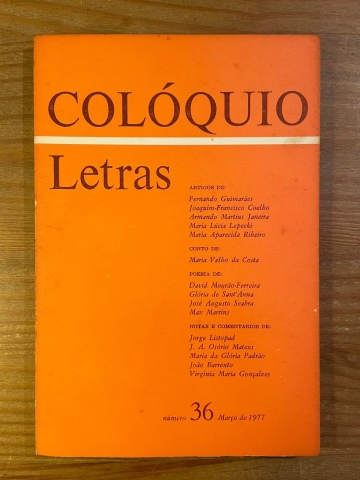 COLÓQUIO
Letras
ARTIGOS DE:
Fernando Guimarães
Joaquim-Francisco Coelho
Armando Martins Janeira
Maria Lúcia Lepecki
Maria Aparecida Ribeiro
CONTO DE:
Maria Velho da Costa
POESIA DE:
David Mourão-Ferreira
Glória de Sant'Anna
José Augusto Seabra
Max Martins
NOTAS E COMENTÁRIOS DE:
Jorge Listopad
J. A. Osório Mateus
Maria da Glória Padrão
João Barrento
Virgínia Maria Gonçalves
número 36 Março de 1977